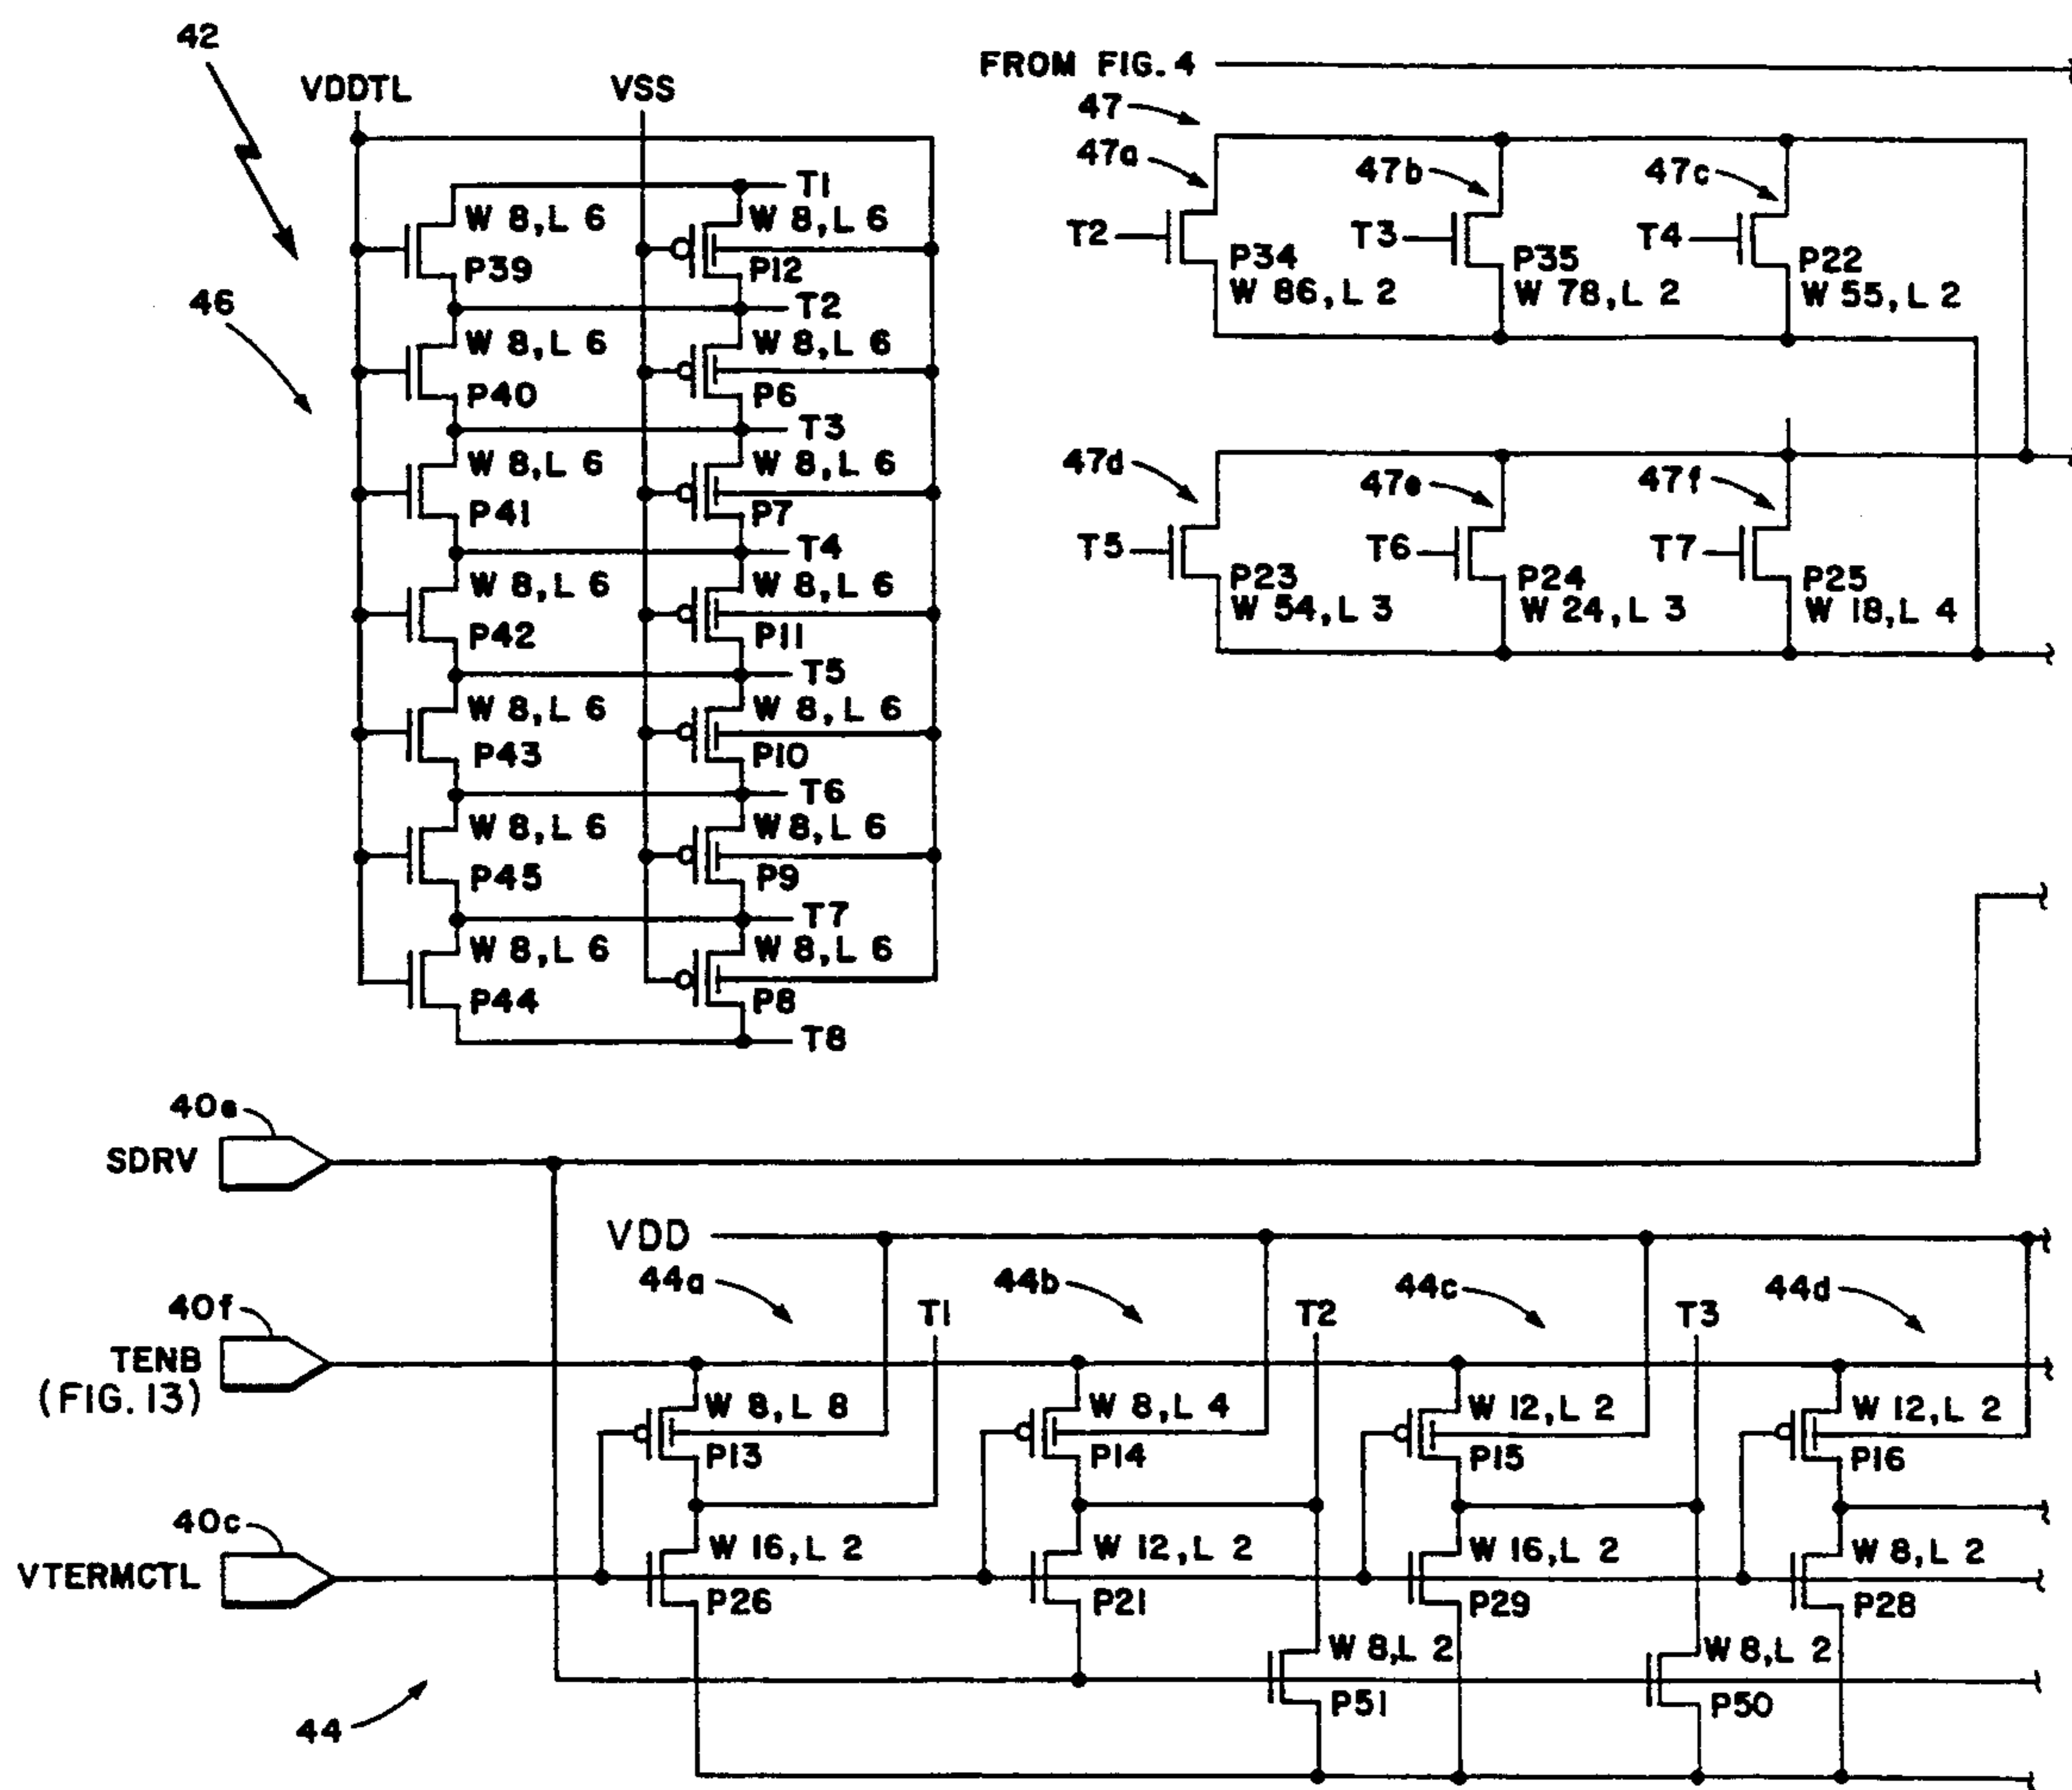 42
VDDTL
VSS
T1
W 8, L 6
P39
W 8, L 6
P12
T2
46
W 8, L 6
P40
W 8, L 6
P6
T3
W 8, L 6
P41
W 8, L 6
P7
T4
W 8, L 6
P42
W 8, L 6
P11
T5
W 8, L 6
P43
W 8, L 6
P10
T6
W 8, L 6
P45
W 8, L 6
P9
T7
W 8, L 6
P44
W 8, L 6
P8
T8
FROM FIG. 4
47
47a
T2
P34
W 86, L 2
47b
T3
P35
W 78, L 2
47c
T4
P22
W 55, L 2
47d
T5
P23
W 54, L 3
47e
T6
P24
W 24, L 3
47f
T7
P25
W 18, L 4
40e
SDRV
VDD
44a
T1
44b
T2
44c
T3
44d
40f
TENB
(FIG. 13)
W 8, L 8
P13
W 8, L 4
P14
W 12, L 2
P15
W 12, L 2
P16
40c
VTERMCTL
W 16, L 2
P26
W 12, L 2
P21
W 16, L 2
P29
W 8, L 2
P28
W 8, L 2
P51
W 8, L 2
P50
44